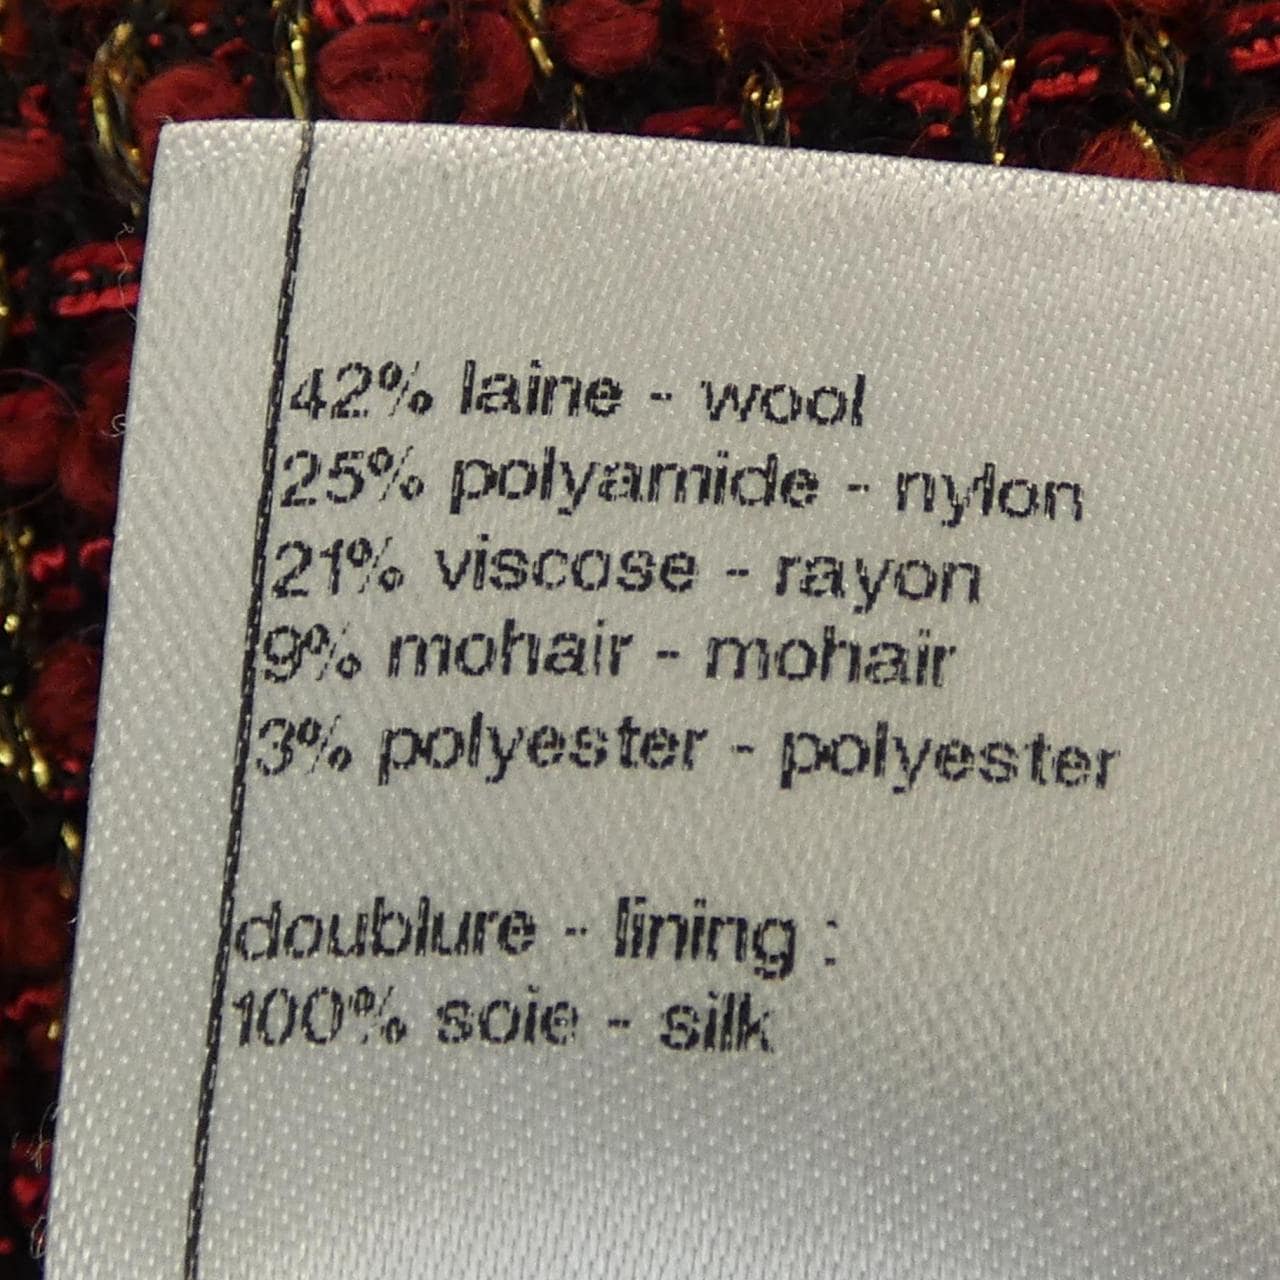 42% laine - wool
25% polyamide - nylon
21% viscose - rayon
9% mohair - mohair
3% polyester - polyester
doublure - lining :
100% soie - silk